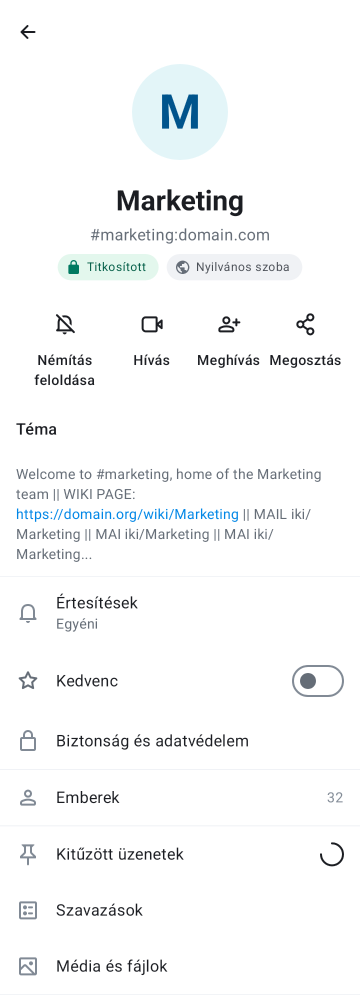 M
Marketing
#marketing:domain.com
Titkosított
Nyilvános szoba
Némítás
feloldása
Hívás
Meghívás
Megosztás
Téma
Welcome to #marketing, home of the Marketing
team || WIKI PAGE:
https://domain.org/wiki/Marketing || MAIL iki/
Marketing || MAI iki/Marketing || MAI iki/
Marketing...
Értesítések
Egyéni
Kedvenc
Biztonság és adatvédelem
Emberek
32
Kitűzött üzenetek
Szavazások
Média és fájlok